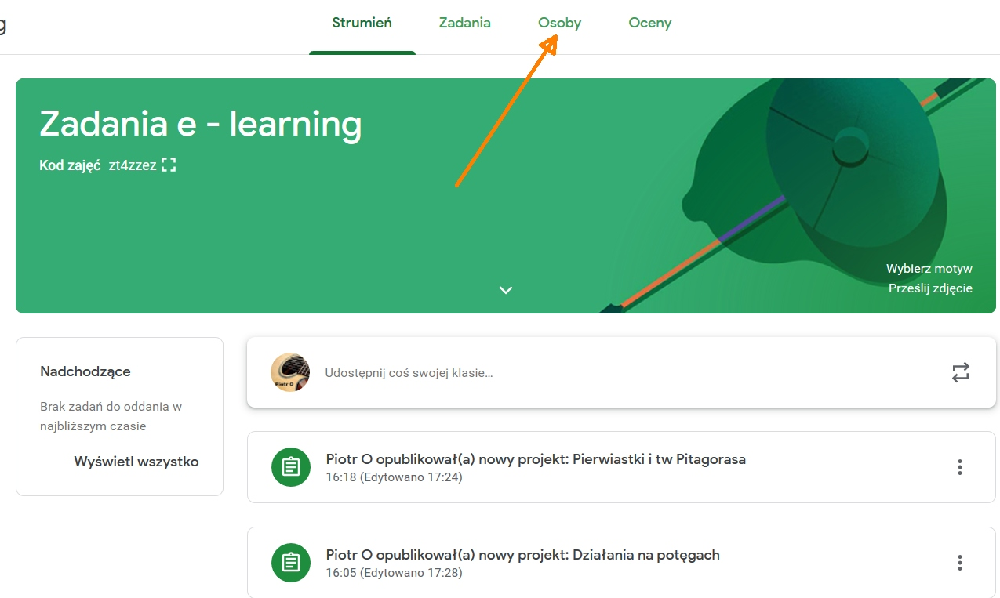 g
Strumień Zadania Osoby Oceny
Zadania e - learning
Kod zajęć zt4zzez
Wybierz motyw
Prześlij zdjęcie
Nadchodzące
Brak zadań do oddania w
najbliższym czasie
Wyświetl wszystko
Piotr O
Udostępnij coś swojej klasie...
Piotr O opublikował(a) nowy projekt: Pierwiastki i tw Pitagorasa
16:18 (Edytowano 17:24)
Piotr O opublikował(a) nowy projekt: Działania na potęgach
16:05 (Edytowano 17:28)